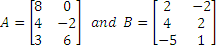 A = [8 0; 4 -2; 3 6] and B = [2 -2; 4 2; -5 1]